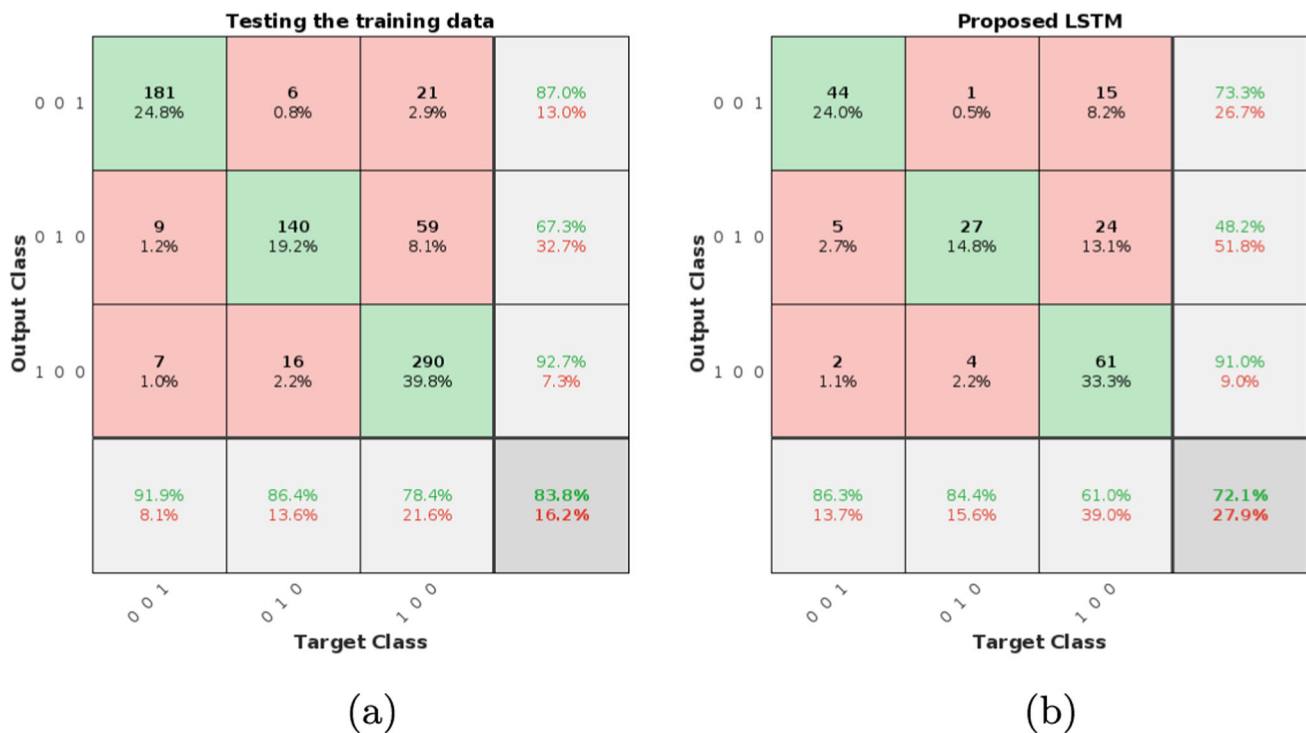 Testing the training data
181 6 21 87.0%
0 0 1
24.8% 0.8% 2.9% 13.0%
9 140 59 67.3%
0 1 0
1.2% 19.2% 8.1% 32.7%
7 16 290 92.7%
1 0 0
1.0% 2.2% 39.8% 7.3%
91.9% 86.4% 78.4% 83.8%
8.1% 13.6% 21.6% 16.2%
0 0 1 0 1 0 1 0 0
Output Class
Target Class
(a)
Proposed LSTM
44 1 15 73.3%
0 0 1
24.0% 0.5% 8.2% 26.7%
5 27 24 48.2%
0 1 0
2.7% 14.8% 13.1% 51.8%
2 4 61 91.0%
1 0 0
1.1% 2.2% 33.3% 9.0%
86.3% 84.4% 61.0% 72.1%
13.7% 15.6% 39.0% 27.9%
0 0 1 0 1 0 1 0 0
Output Class
Target Class
(b)